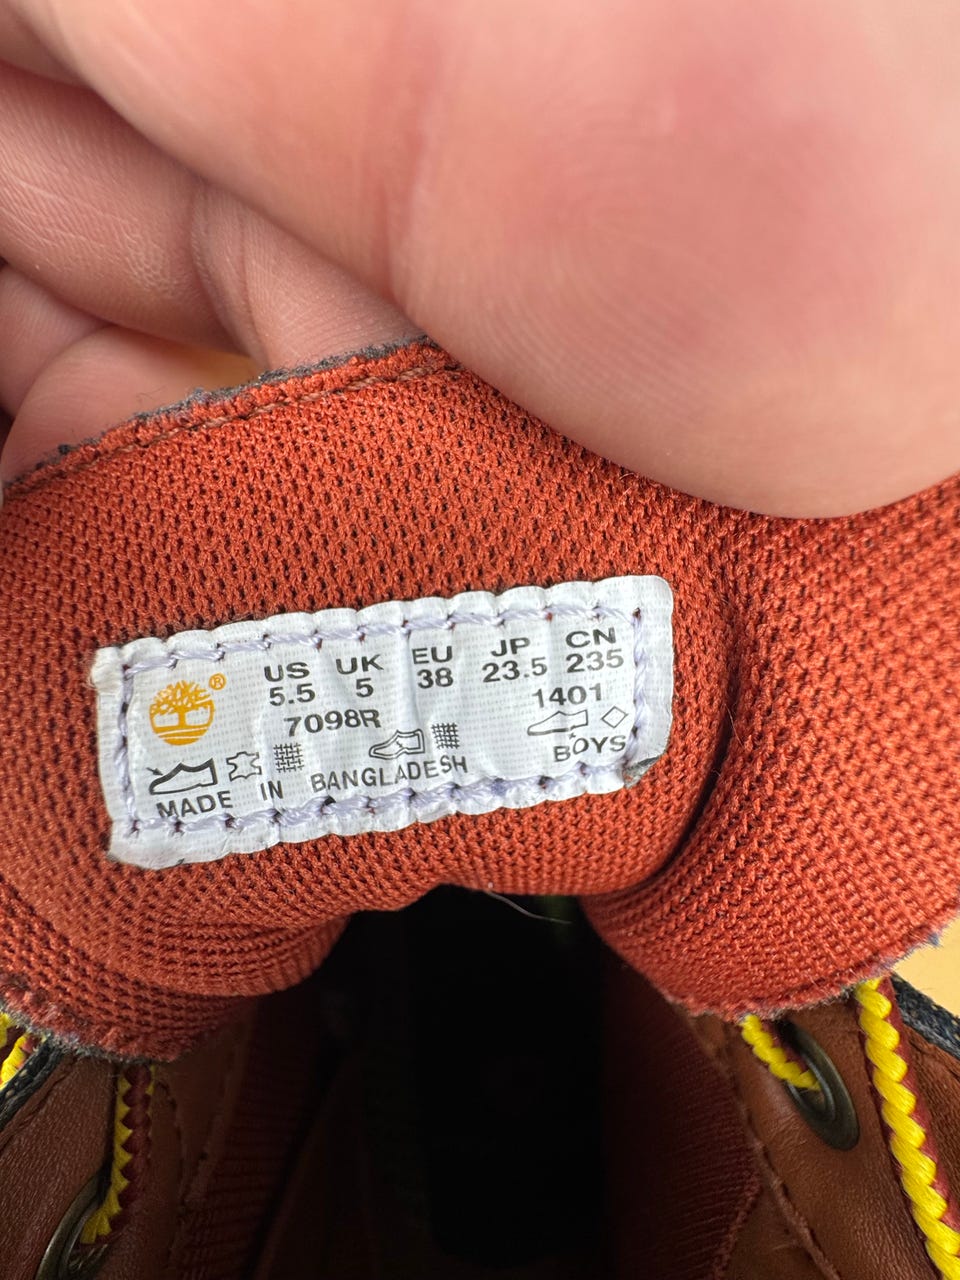 US UK EU JP CN
5.5 5 38 23.5 235
7098R 1401
BOYS
MADE IN BANGLADESH
®